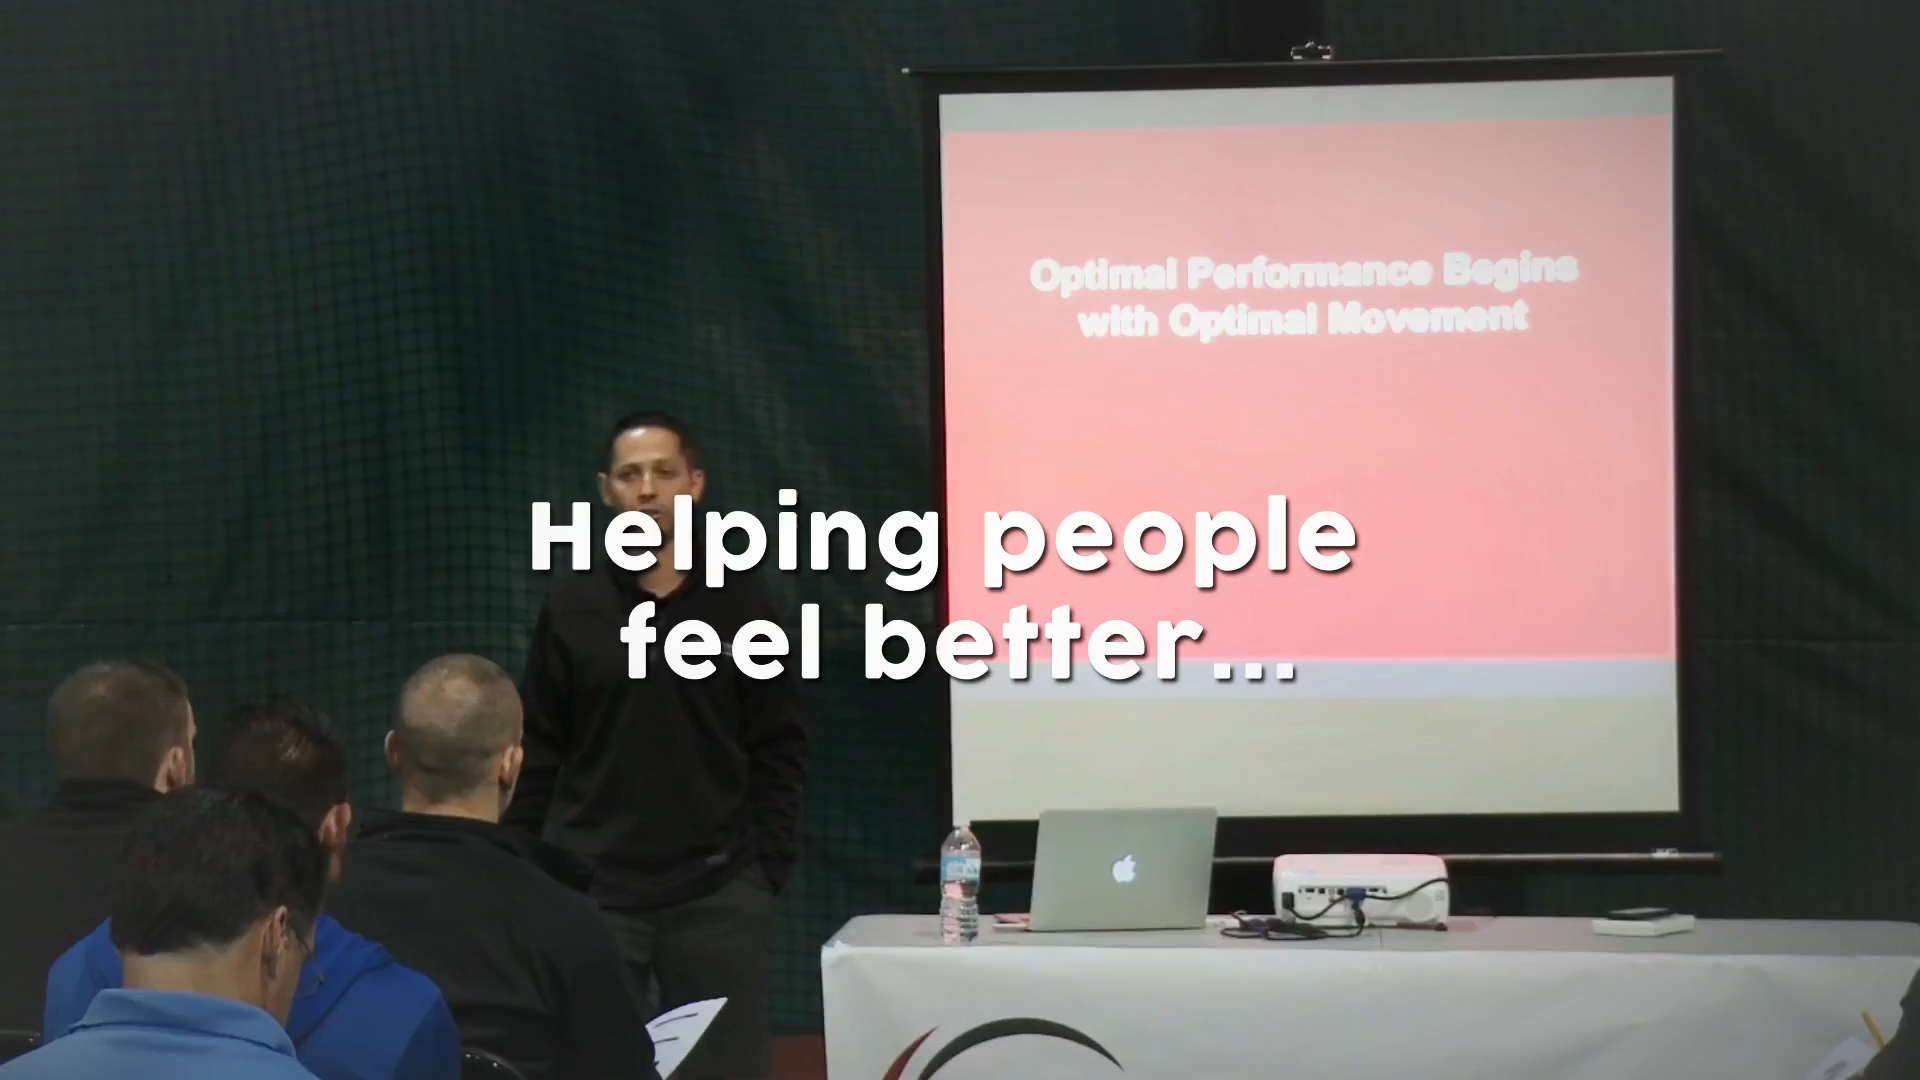 Optimal Performance Begins
with Optimal Movement
Helping people
feel better...